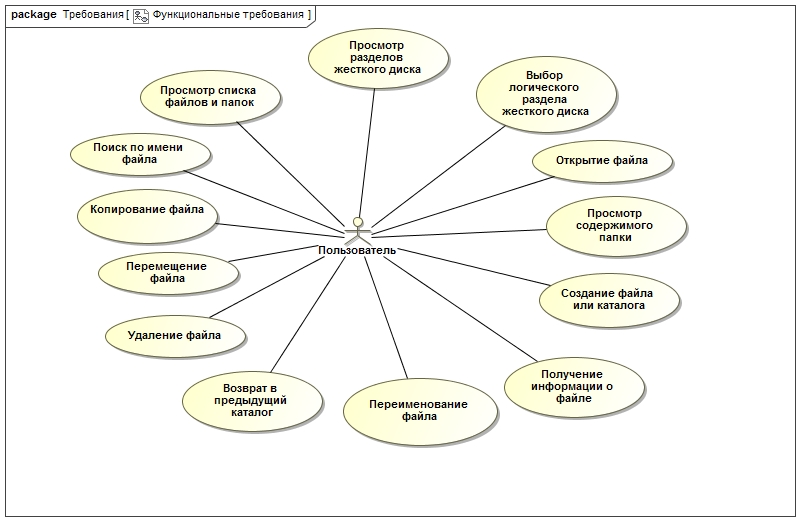 package Требования [ Функциональные требования ]
Просмотр
разделов
жесткого диска
Просмотр списка
файлов и папок
Выбор
логического
раздела
жесткого диска
Поиск по имени
файла
Открытие файла
Копирование файла
Просмотр
содержимого
папки
Пользователь
Перемещение
файла
Создание файла
или каталога
Удаление файла
Возврат в
предыдущий
каталог
Переименование
файла
Получение
информации о
файле